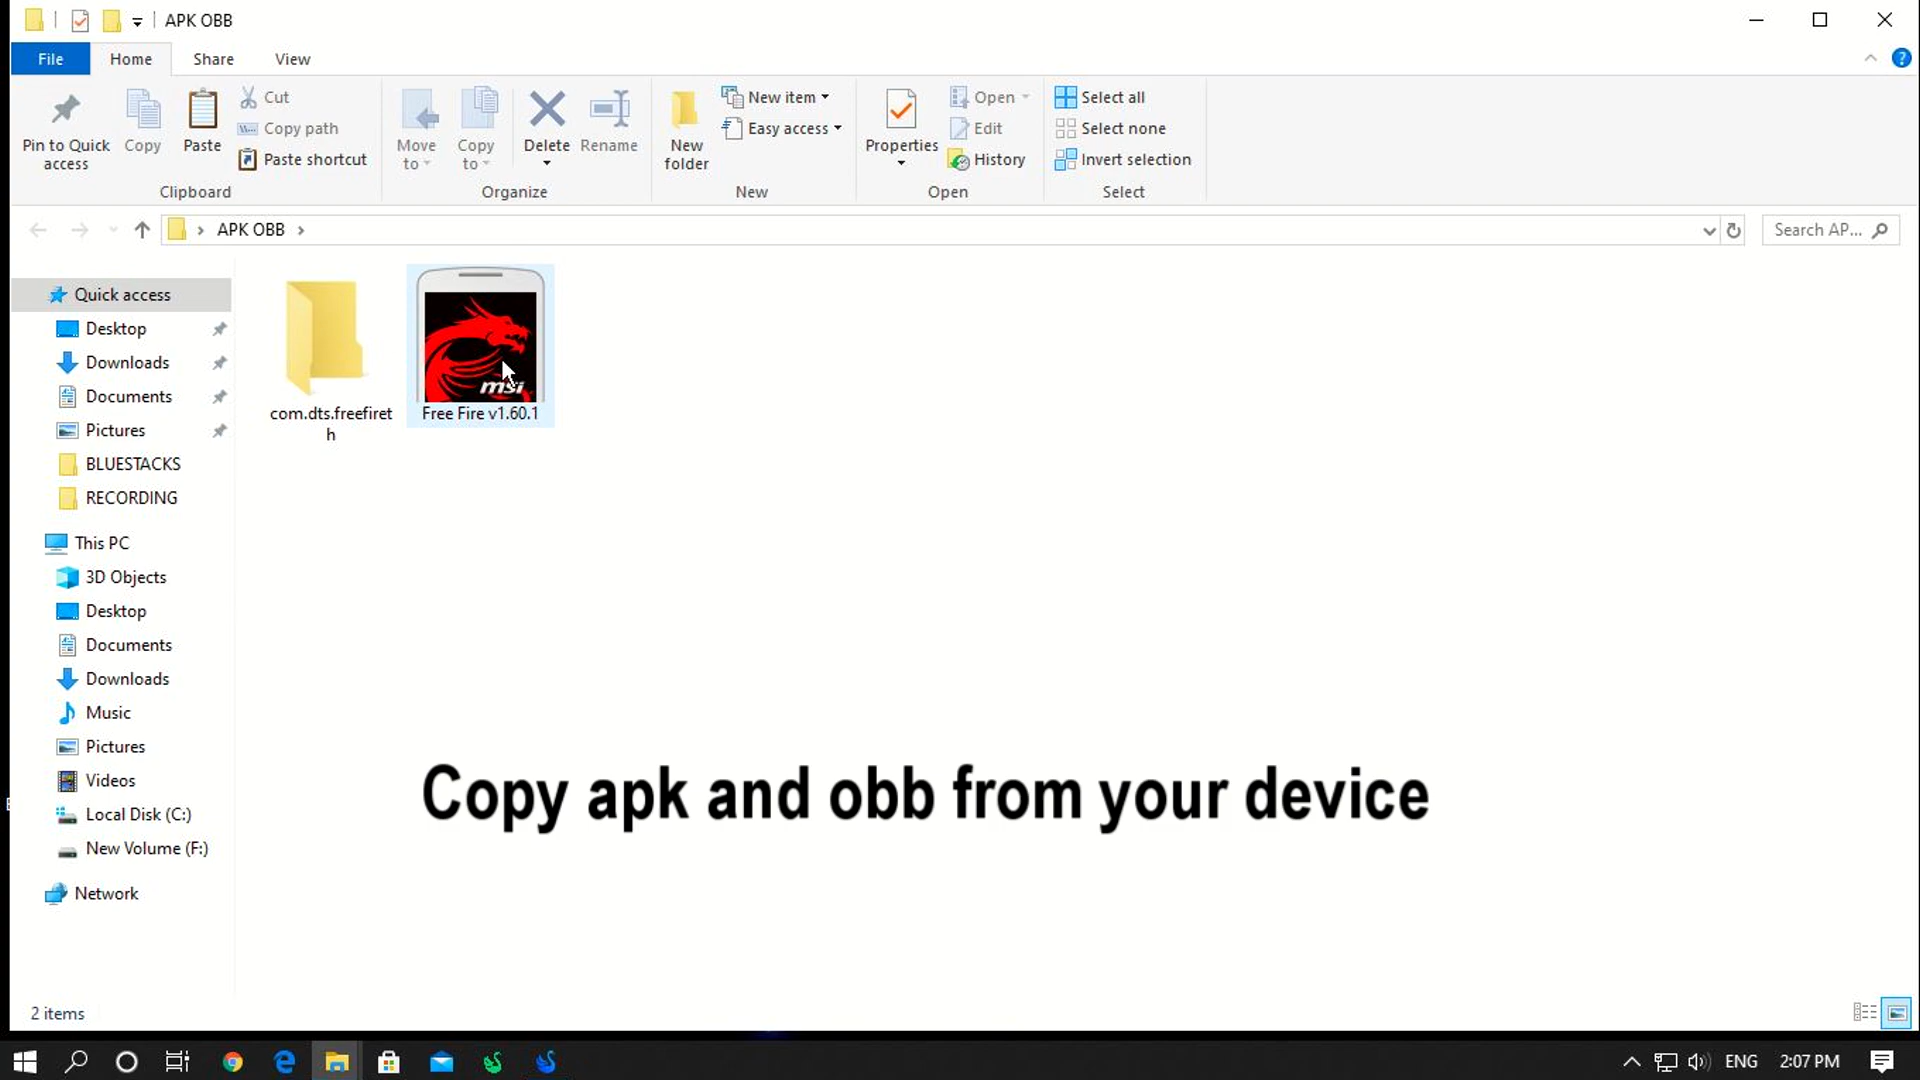 APK OBB
File Home Share View
Pin to Quick access
Copy
Paste
Cut
Copy path
Paste shortcut
Clipboard
Move to
Copy to
Delete
Rename
Organize
New folder
New item
Easy access
New
Properties
Open
Edit
History
Open
Select all
Select none
Invert selection
Select
APK OBB
Search AP...
Quick access
Desktop
Downloads
Documents
Pictures
BLUESTACKS
RECORDING
This PC
3D Objects
Desktop
Documents
Downloads
Music
Pictures
Videos
Local Disk (C:)
New Volume (F:)
Network
com.dts.freefiret
h
msi
Free Fire v1.60.1
Copy apk and obb from your device
2 items
ENG 2:07 PM